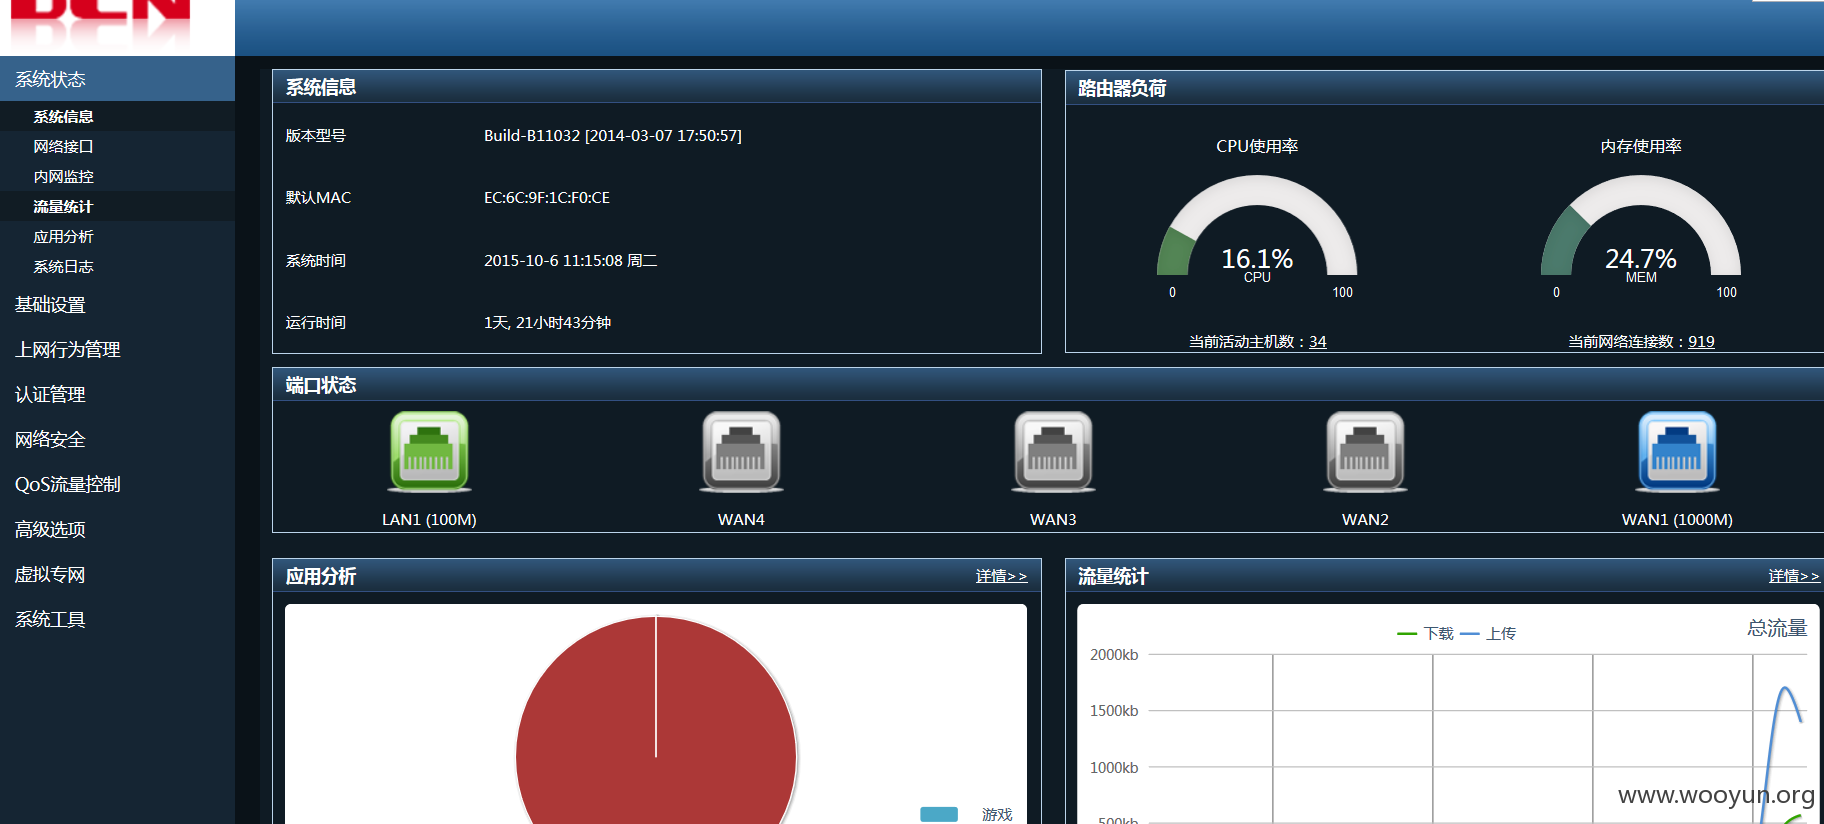 DCN
系统状态
系统信息
网络接口
内网监控
流量统计
应用分析
系统日志
基础设置
上网行为管理
认证管理
网络安全
QoS流量控制
高级选项
虚拟专网
系统工具
系统信息
版本型号 Build-B11032 [2014-03-07 17:50:57]
默认MAC EC:6C:9F:1C:F0:CE
系统时间 2015-10-6 11:15:08 周二
运行时间 1天, 21小时43分钟
路由器负荷
CPU使用率 内存使用率
16.1% 24.7%
CPU MEM
0 100 0 100
当前活动主机数：34 当前网络连接数：919
端口状态
LAN1 (100M) WAN4 WAN3 WAN2 WAN1 (1000M)
应用分析 详情>>
游戏
流量统计 详情>>
下载 上传 总流量
2000kb
1500kb
1000kb
500kb
www.wooyun.org